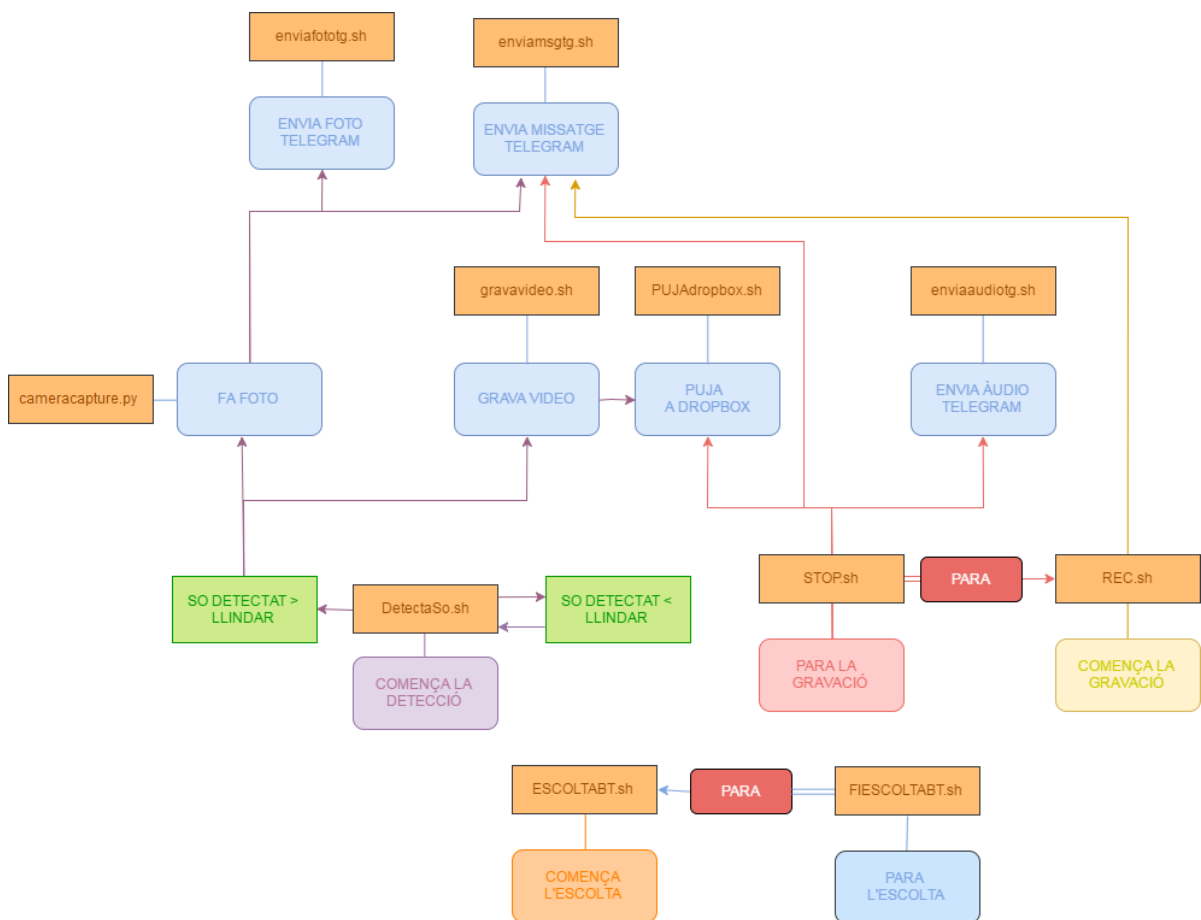 enviafototg.sh
enviamsgtg.sh
ENVIA FOTO
TELEGRAM
ENVIA MISSATGE
TELEGRAM
gravavideo.sh
PUJAdropbox.sh
enviaaudiotg.sh
cameracapture.py
FA FOTO
GRAVA VIDEO
PUJA
A DROPBOX
ENVIA ÀUDIO
TELEGRAM
SO DETECTAT >
LLINDAR
DetectaSo.sh
SO DETECTAT <
LLINDAR
STOP.sh
PARA
REC.sh
COMENÇA LA
DETECCIÓ
PARA LA
GRAVACIÓ
COMENÇA LA
GRAVACIÓ
ESCOLTABT.sh
PARA
FIESCOLTABT.sh
COMENÇA
L'ESCOLTA
PARA
L'ESCOLTA